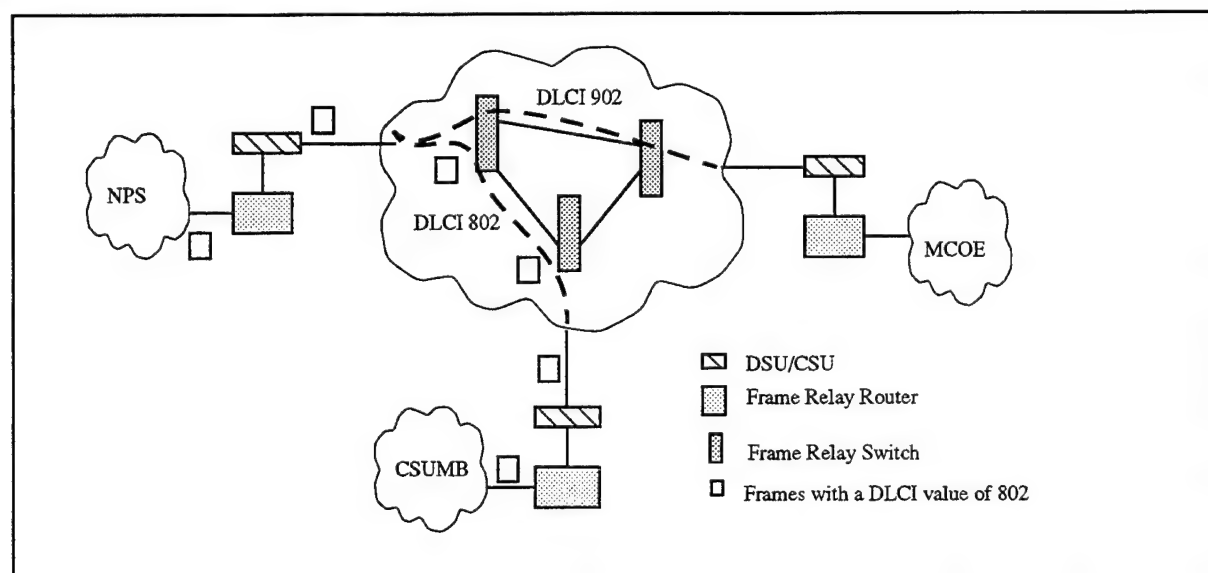 DLCI 902
NPS
DLCI 802
MCOE
DSU/CSU
Frame Relay Router
CSUMB
Frame Relay Switch
Frames with a DLCI value of 802